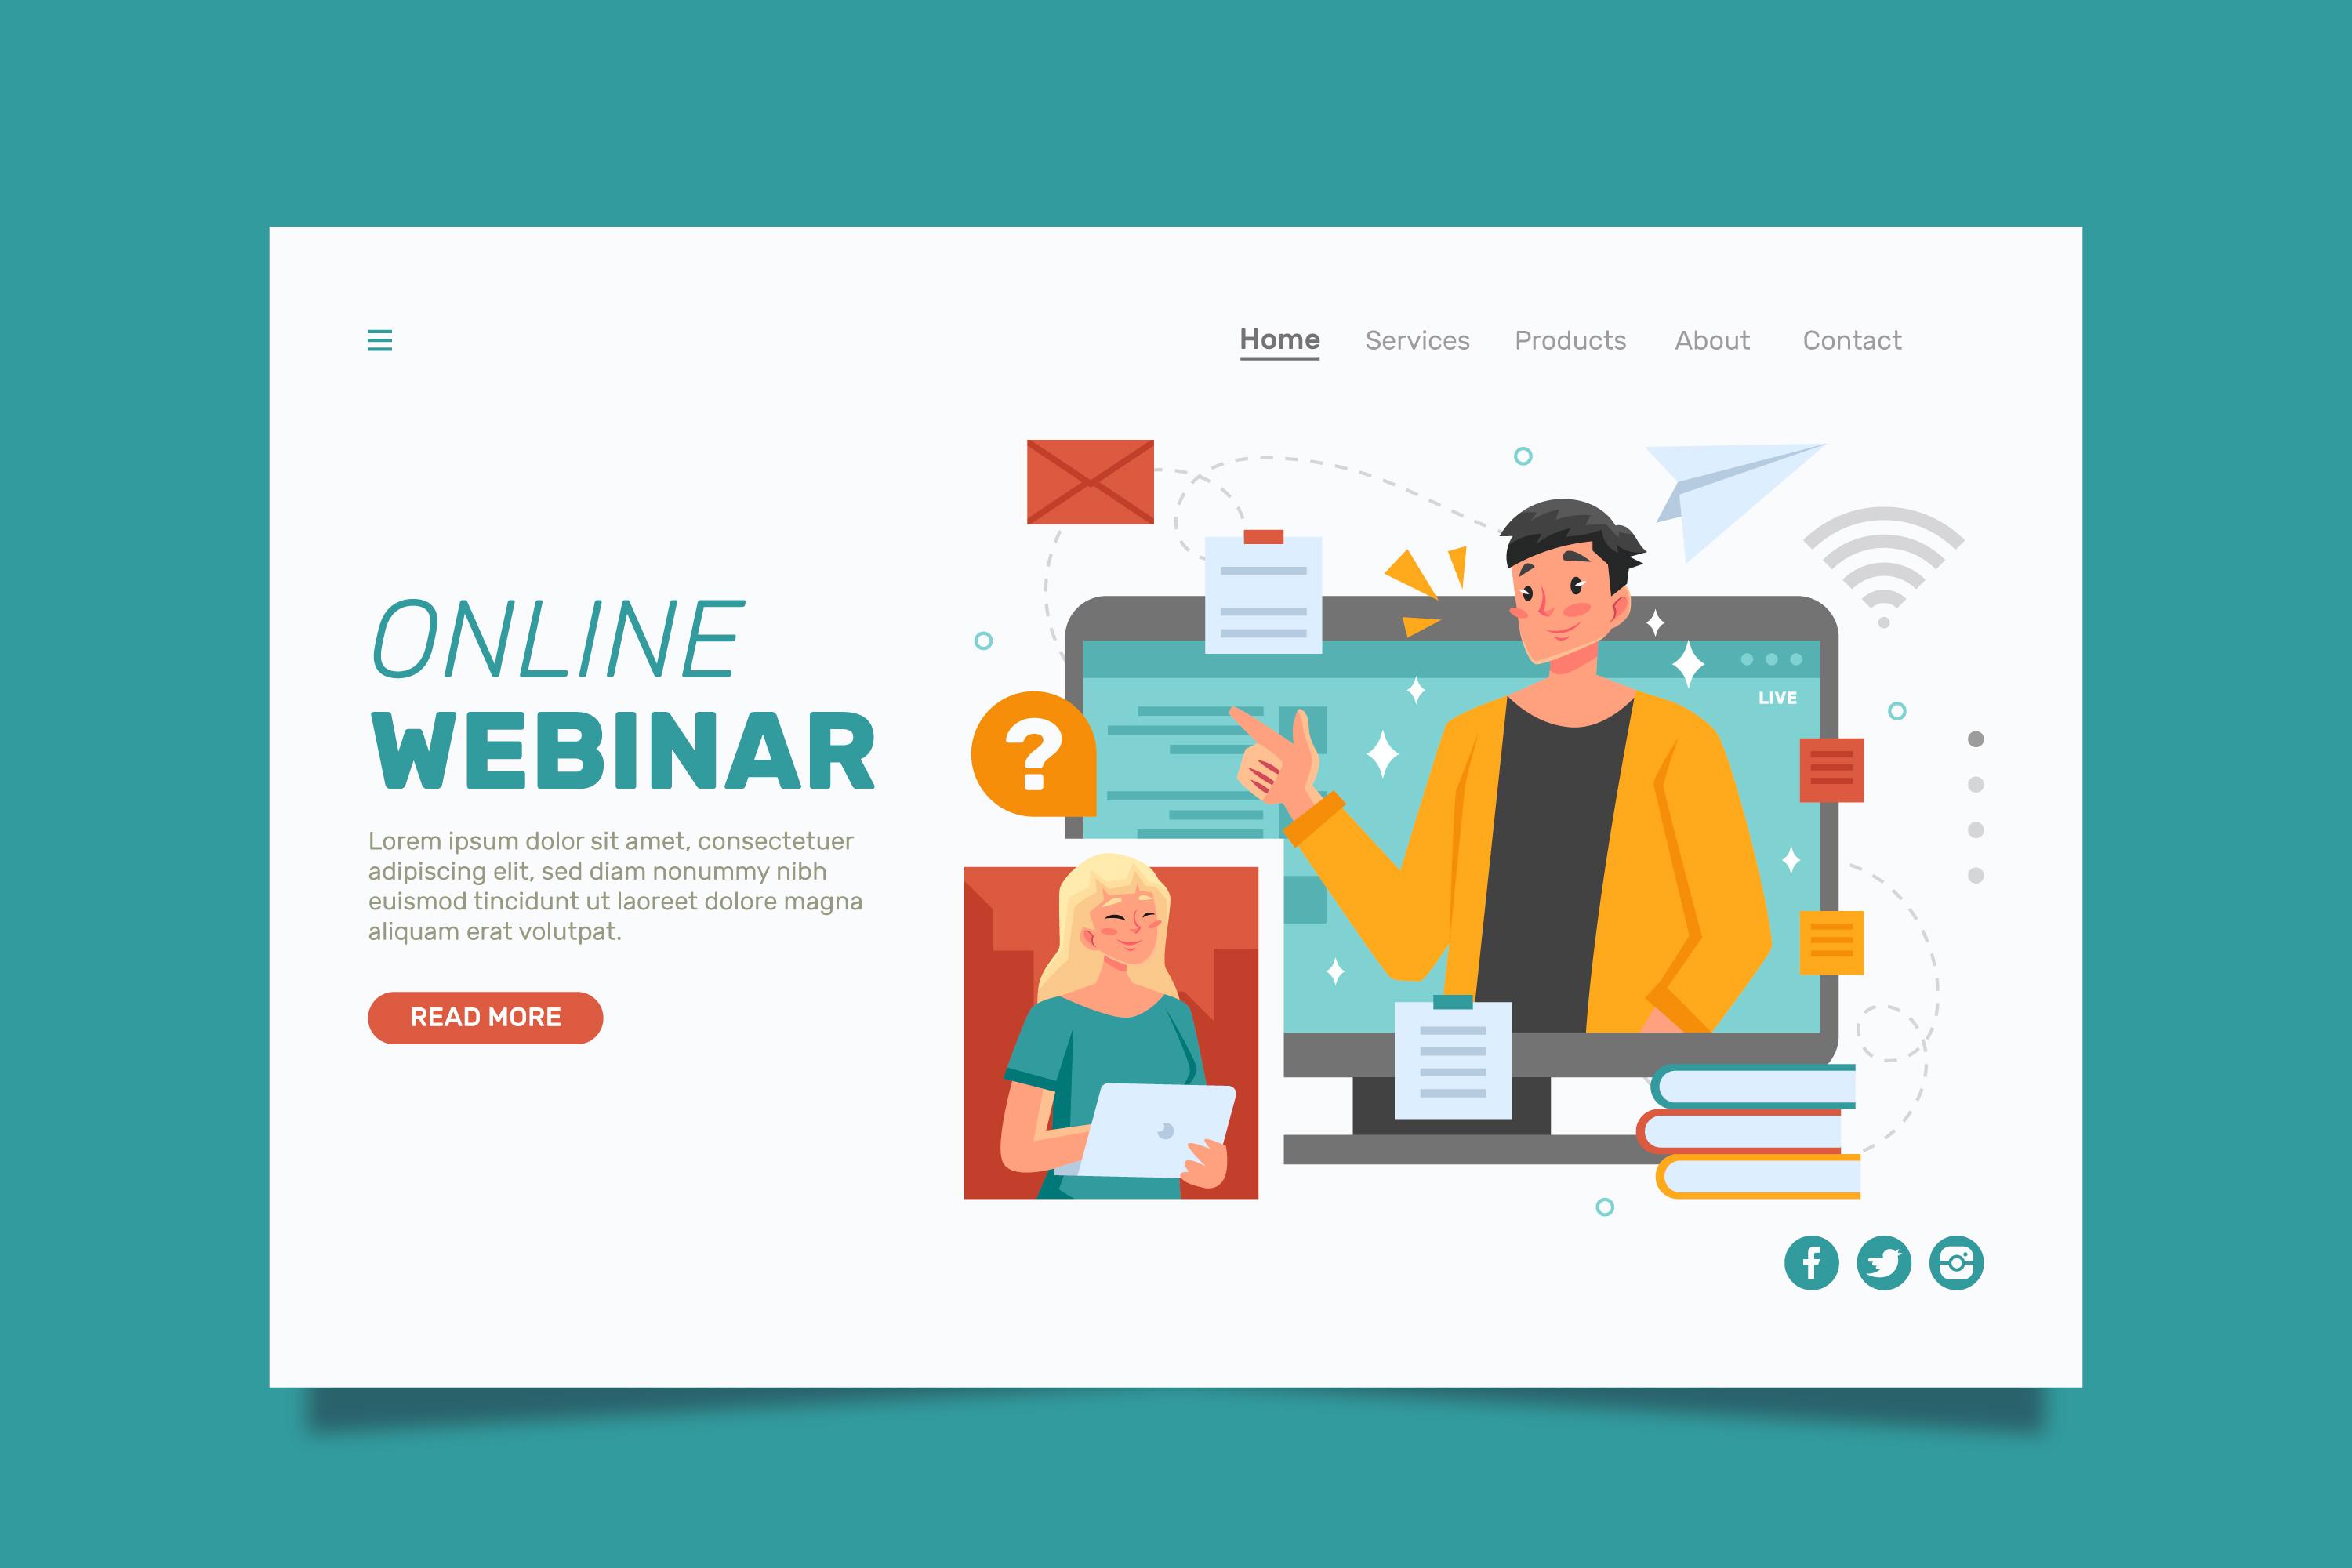 Home Services Products About Contact
ONLINE
WEBINAR
Lorem ipsum dolor sit amet, consectetuer
adipiscing elit, sed diam nonummy nibh
euismod tincidunt ut laoreet dolore magna
aliquam erat volutpat.
READ MORE
?
LIVE